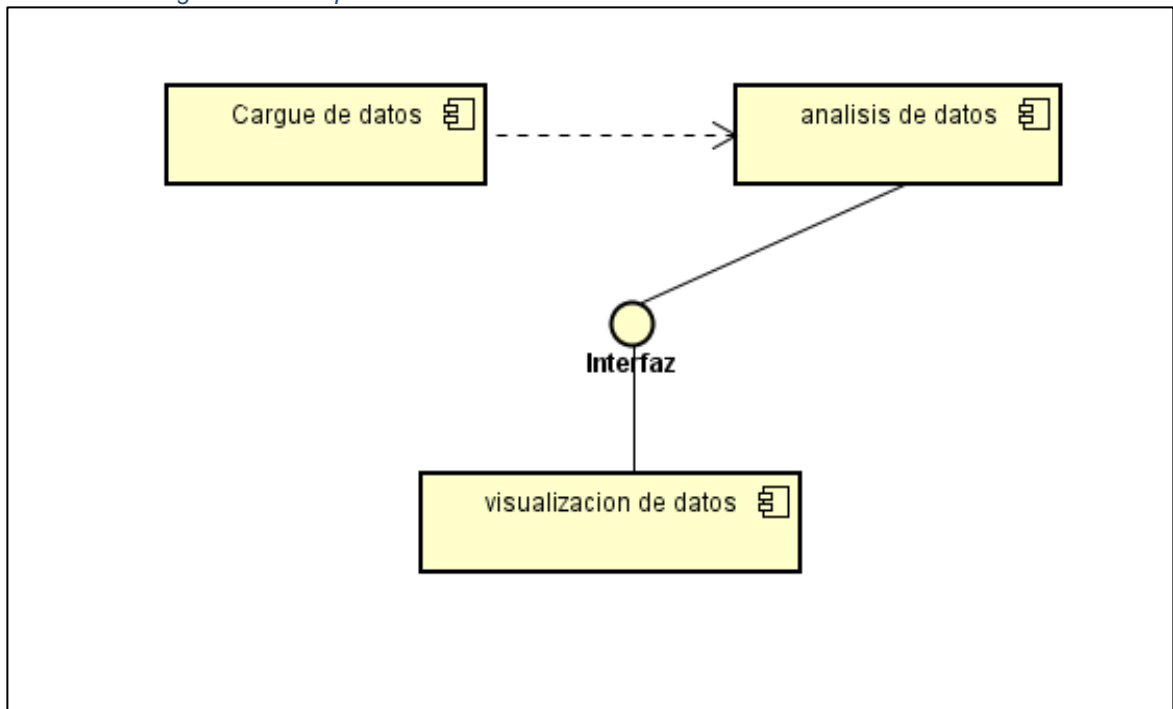 Cargue de datos
analisis de datos
Interfaz
visualizacion de datos